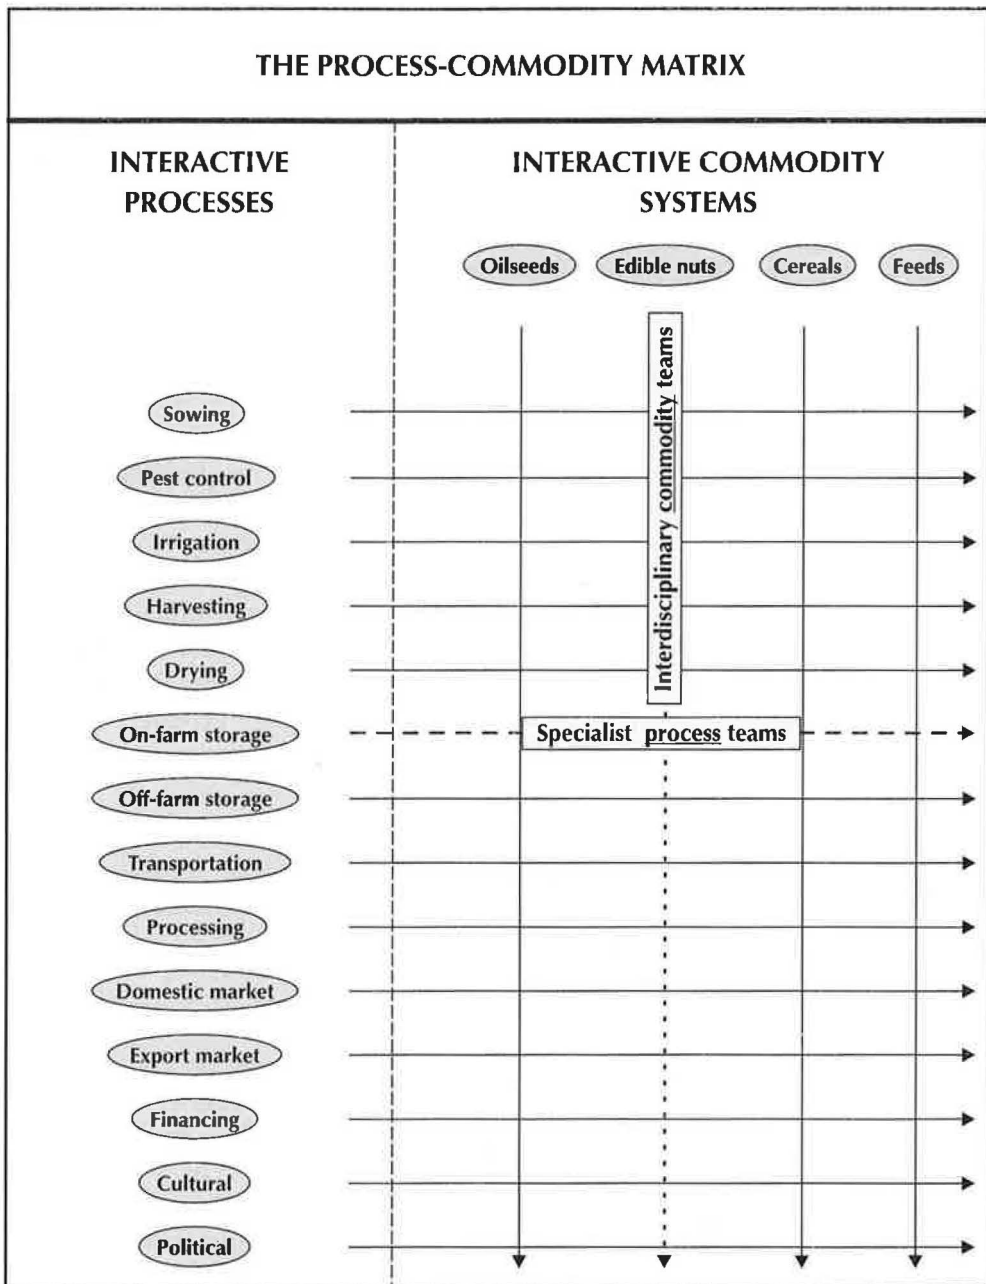 THE PROCESS-COMMODITY MATRIX
INTERACTIVE
PROCESSES
INTERACTIVE COMMODITY
SYSTEMS
Oilseeds
Edible nuts
Cereals
Feeds
Interdisciplinary commodity teams
Sowing
Pest control
Irrigation
Harvesting
Drying
On-farm storage
Specialist process teams
Off-farm storage
Transportation
Processing
Domestic market
Export market
Financing
Cultural
Political